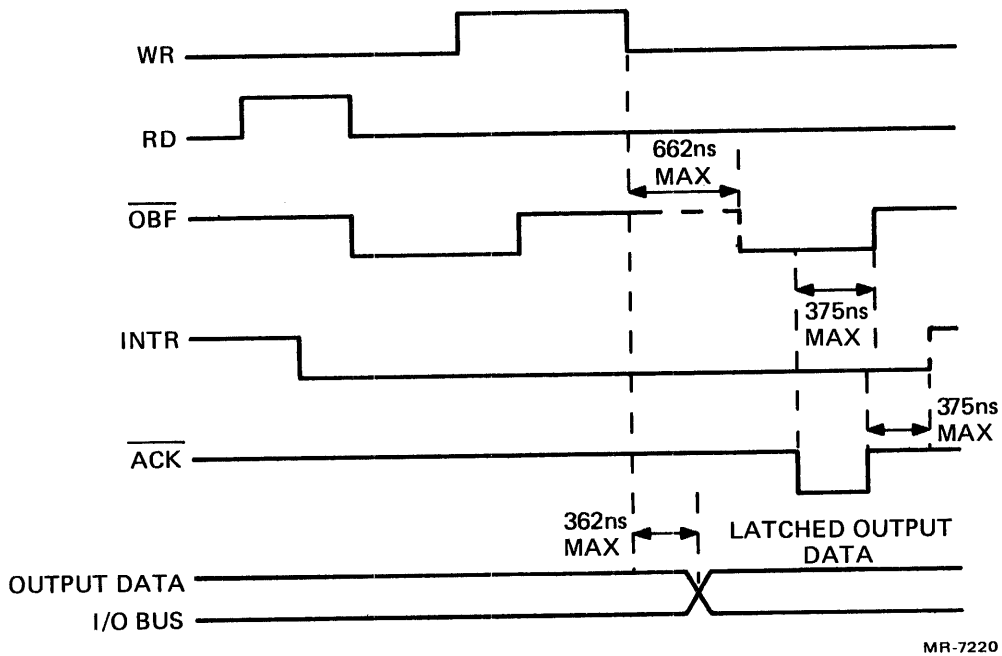 WR
RD
662ns
MAX
OBF
375ns
MAX
INTR
375ns
MAX
ACK
362ns
MAX
LATCHED OUTPUT
DATA
OUTPUT DATA
I/O BUS
MR-7220